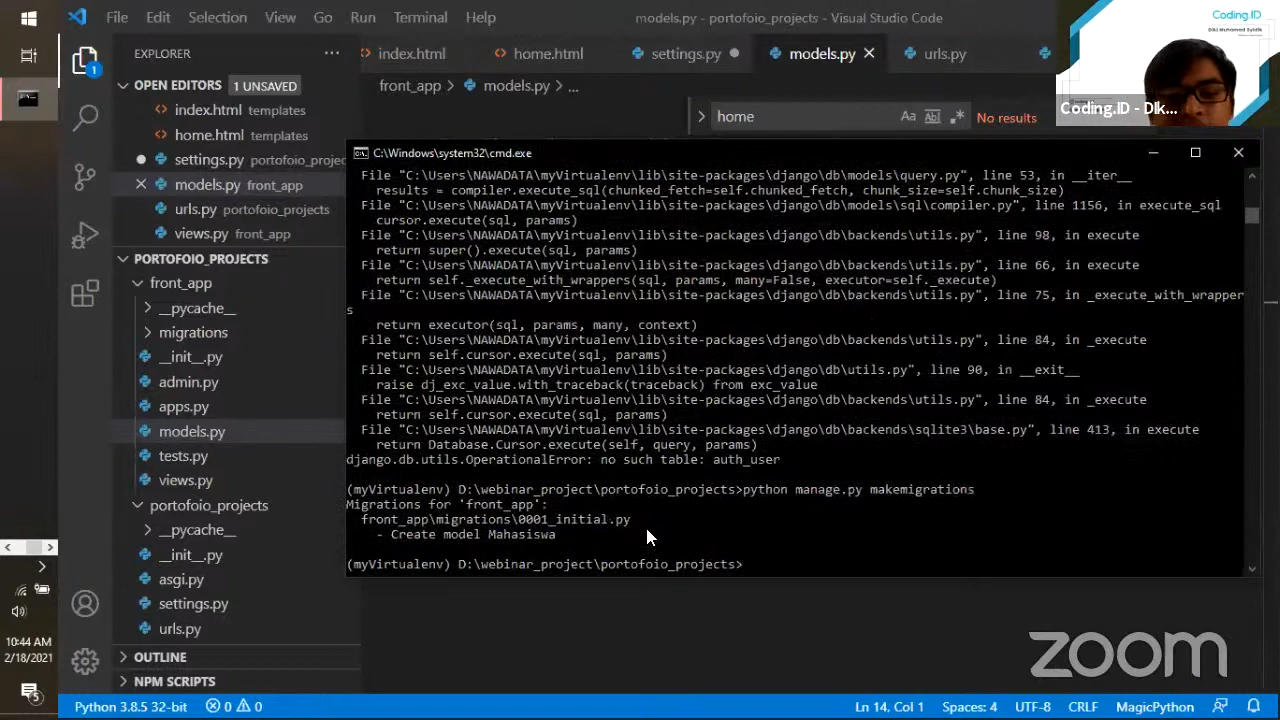 File Edit Selection View Go Run Terminal Help
models.py - portofoio_projects - Visual Studio Code
Coding.ID
Diki Muhamad Syidik
Coding.ID - Dik...
EXPLORER
OPEN EDITORS 1 UNSAVED
index.html templates
home.html templates
settings.py portofoio_projec
models.py front_app
urls.py portofoio_projects
views.py front_app
PORTOFOIO_PROJECTS
front_app
__pycache__
migrations
__init__.py
admin.py
apps.py
models.py
tests.py
views.py
portofoio_projects
__pycache__
__init__.py
asgi.py
settings.py
urls.py
OUTLINE
NPM SCRIPTS
index.html home.html settings.py models.py urls.py
front_app > models.py > ...
home Aa Ab No results
C:\Windows\system32\cmd.exe
File "C:\Users\NAWADATA\myVirtualenv\lib\site-packages\django\db\models\query.py", line 53, in __iter__
results = compiler.execute_sql(chunked_fetch=self.chunked_fetch, chunk_size=self.chunk_size)
File "C:\Users\NAWADATA\myVirtualenv\lib\site-packages\django\db\models\sql\compiler.py", line 1156, in execute_sql
cursor.execute(sql, params)
File "C:\Users\NAWADATA\myVirtualenv\lib\site-packages\django\db\backends\utils.py", line 98, in execute
return super().execute(sql, params)
File "C:\Users\NAWADATA\myVirtualenv\lib\site-packages\django\db\backends\utils.py", line 66, in execute
return self._execute_with_wrappers(sql, params, many=False, executor=self._execute)
File "C:\Users\NAWADATA\myVirtualenv\lib\site-packages\django\db\backends\utils.py", line 75, in _execute_with_wrapper
s
return executor(sql, params, many, context)
File "C:\Users\NAWADATA\myVirtualenv\lib\site-packages\django\db\backends\utils.py", line 84, in _execute
return self.cursor.execute(sql, params)
File "C:\Users\NAWADATA\myVirtualenv\lib\site-packages\django\db\utils.py", line 90, in __exit__
raise dj_exc_value.with_traceback(traceback) from exc_value
File "C:\Users\NAWADATA\myVirtualenv\lib\site-packages\django\db\backends\utils.py", line 84, in _execute
return self.cursor.execute(sql, params)
File "C:\Users\NAWADATA\myVirtualenv\lib\site-packages\django\db\backends\sqlite3\base.py", line 413, in execute
return Database.Cursor.execute(self, query, params)
django.db.utils.OperationalError: no such table: auth_user
(myVirtualenv) D:\webinar_project\portofoio_projects>python manage.py makemigrations
Migrations for 'front_app':
front_app\migrations\0001_initial.py
- Create model Mahasiswa
(myVirtualenv) D:\webinar_project\portofoio_projects>
10:44 AM
2/18/2021
5
1
zoom
Python 3.8.5 32-bit 0 0 Ln 14, Col 1 Spaces: 4 UTF-8 CRLF MagicPython